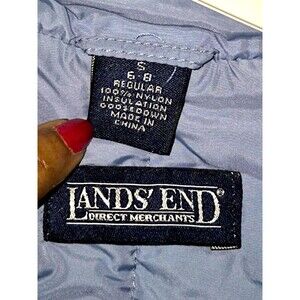 S
6-8
REGULAR
100% NYLON
INSULATION
GOOSEDOWN
MADE IN
CHINA
LANDS' END®
DIRECT MERCHANTS